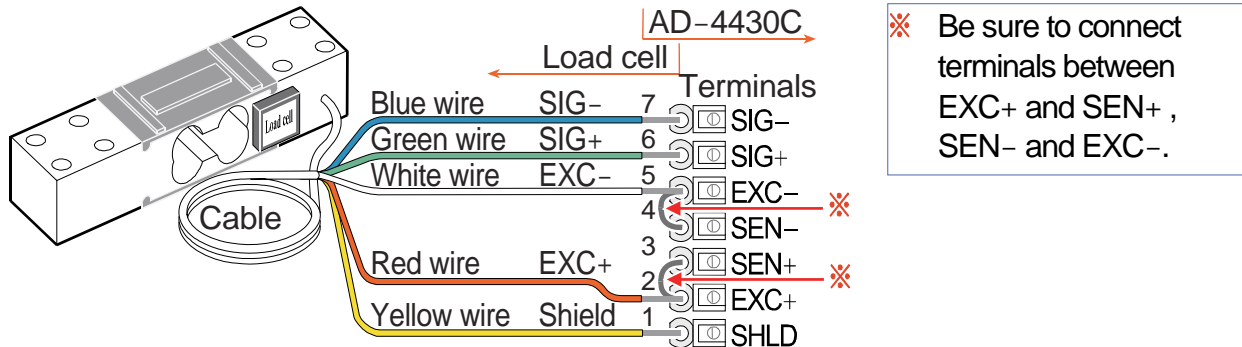 AD-4430C
Load cell
Terminals
Load cell
Cable
Blue wire SIG- 7 SIG-
Green wire SIG+ 6 SIG+
White wire EXC- 5 EXC-
4 SEN- ※
3 SEN+
Red wire EXC+ 2 EXC+ ※
Yellow wire Shield 1 SHLD
※ Be sure to connect
terminals between
EXC+ and SEN+ ,
SEN- and EXC-.